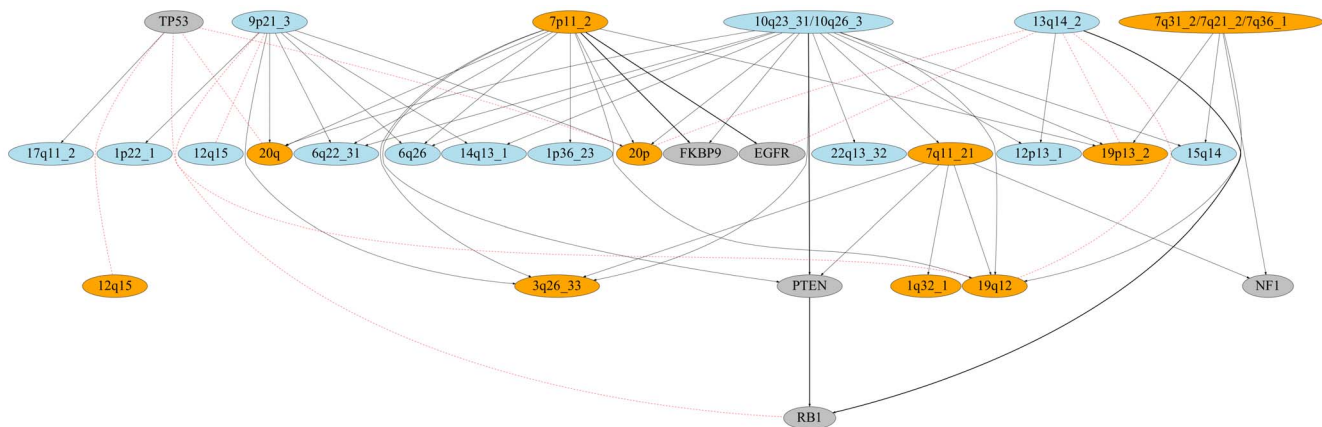 TP53 9p21_3 7p11_2 10q23_31/10q26_3 13q14_2 7q31_2/7q21_2/7q36_1
17q11_2 1p22_1 12q15 20q 6q22_31 6q26 14q13_1 1p36_23 20p FKBP9 EGFR 22q13_32 7q11_21 12p13_1 19p13_2 15q14
12q15 3q26_33 PTEN 1q32_1 19q12 NF1
RB1